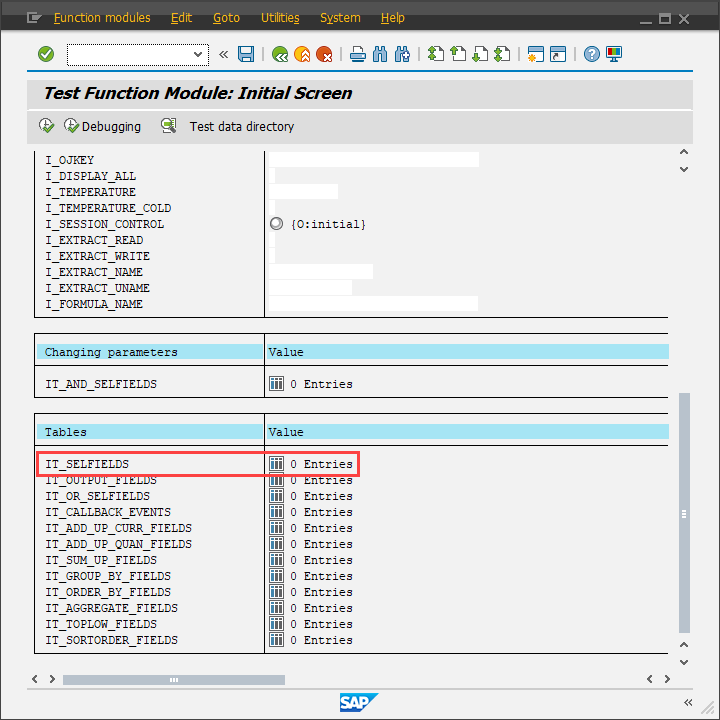 Function modules Edit Goto Utilities System Help
Test Function Module: Initial Screen
Debugging Test data directory
I_OJKEY
I_DISPLAY_ALL
I_TEMPERATURE
I_TEMPERATURE_COLD
I_SESSION_CONTROL {O:initial}
I_EXTRACT_READ
I_EXTRACT_WRITE
I_EXTRACT_NAME
I_EXTRACT_UNAME
I_FORMULA_NAME
Changing parameters Value
IT_AND_SELFIELDS 0 Entries
Tables Value
IT_SELFIELDS 0 Entries
IT_OUTPUT_FIELDS 0 Entries
IT_OR_SELFIELDS 0 Entries
IT_CALLBACK_EVENTS 0 Entries
IT_ADD_UP_CURR_FIELDS 0 Entries
IT_ADD_UP_QUAN_FIELDS 0 Entries
IT_SUM_UP_FIELDS 0 Entries
IT_GROUP_BY_FIELDS 0 Entries
IT_ORDER_BY_FIELDS 0 Entries
IT_AGGREGATE_FIELDS 0 Entries
IT_TOPLOW_FIELDS 0 Entries
IT_SORTORDER_FIELDS 0 Entries
SAP